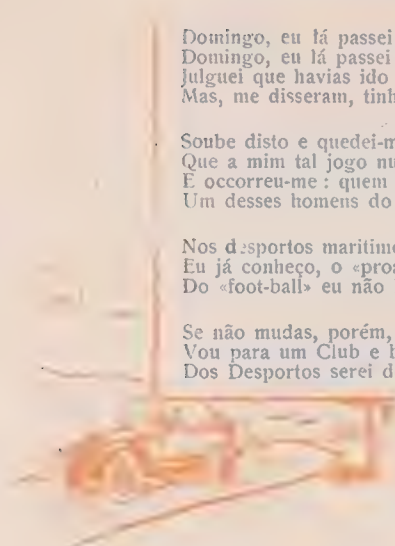 Domingo, eu lá passei
Domingo, eu lá passei
Julguei que havias ido
Mas, me disseram, tinh
Soube disto e quedei-m
Que a mim tal jogo nu
E occorreu-me : quem
Um desses homens do
Nos desportos maritimo
Eu já conheço, o «pros
Do «foot-ball» eu não
Se não mudas, porém,
Vou para um Club e h
Dos Desportos serei d